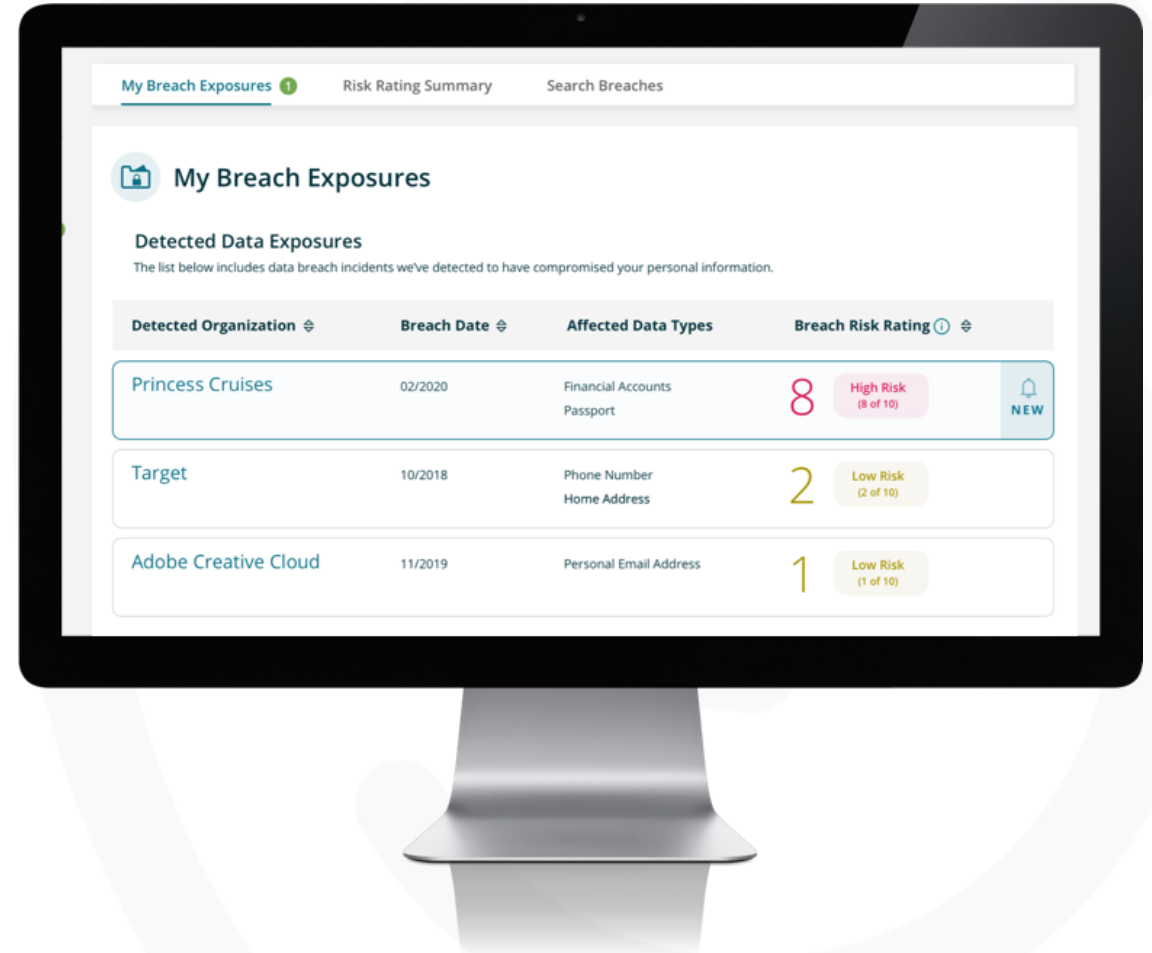 My Breach Exposures 1 Risk Rating Summary Search Breaches
My Breach Exposures
Detected Data Exposures
The list below includes data breach incidents we've detected to have compromised your personal information.
Detected Organization Breach Date Affected Data Types Breach Risk Rating
Princess Cruises 02/2020 Financial Accounts 8 High Risk
Passport (8 of 10) NEW
Target 10/2018 Phone Number 2 Low Risk
Home Address (2 of 10)
Adobe Creative Cloud 11/2019 Personal Email Address 1 Low Risk
(1 of 10)